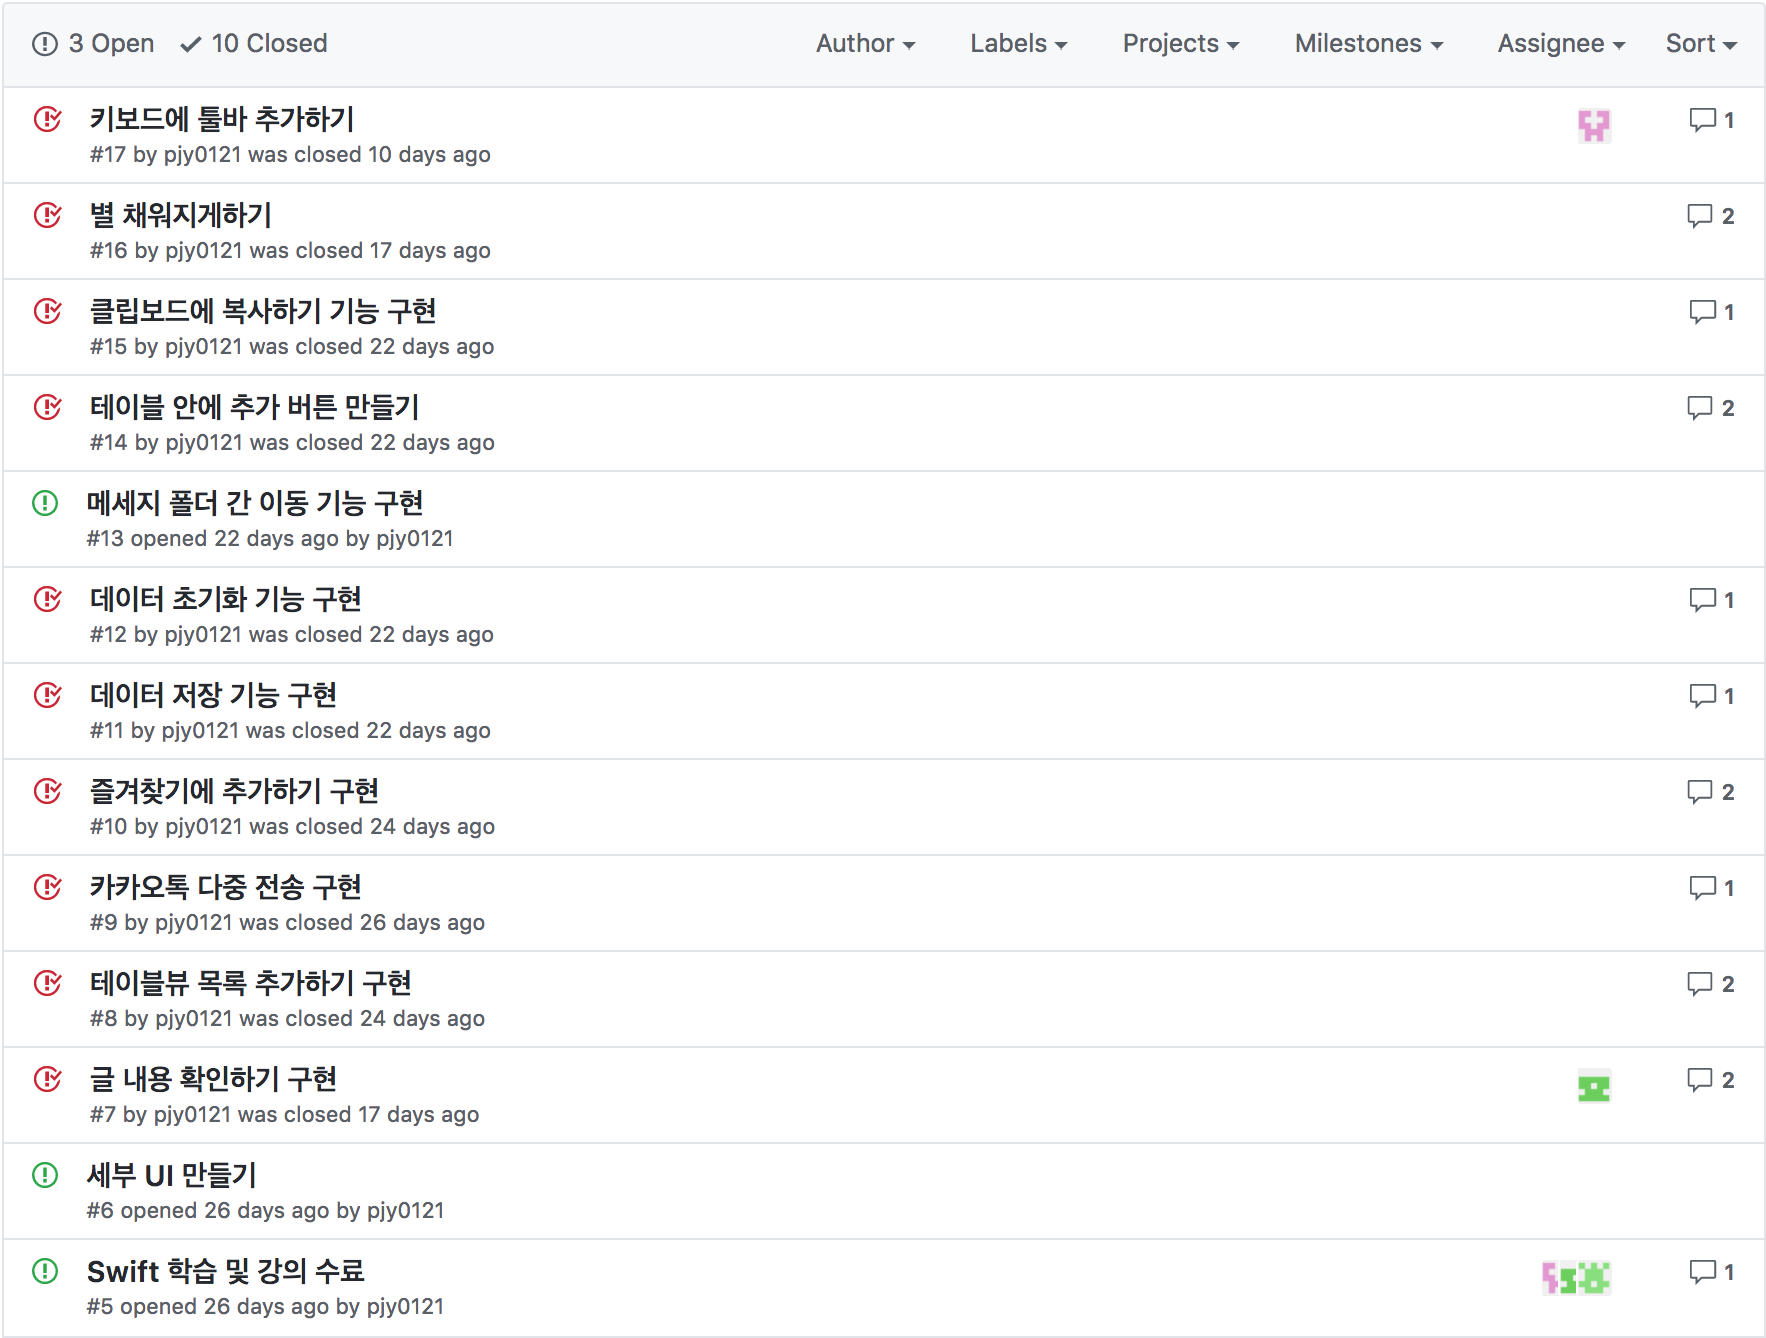 3 Open 10 Closed Author Labels Projects Milestones Assignee Sort
키보드에 툴바 추가하기 1
#17 by pjy0121 was closed 10 days ago
별 채워지게하기 2
#16 by pjy0121 was closed 17 days ago
클립보드에 복사하기 기능 구현 1
#15 by pjy0121 was closed 22 days ago
테이블 안에 추가 버튼 만들기 2
#14 by pjy0121 was closed 22 days ago
메세지 폴더 간 이동 기능 구현
#13 opened 22 days ago by pjy0121
데이터 초기화 기능 구현 1
#12 by pjy0121 was closed 22 days ago
데이터 저장 기능 구현 1
#11 by pjy0121 was closed 22 days ago
즐겨찾기에 추가하기 구현 2
#10 by pjy0121 was closed 24 days ago
카카오톡 다중 전송 구현 1
#9 by pjy0121 was closed 26 days ago
테이블뷰 목록 추가하기 구현 2
#8 by pjy0121 was closed 24 days ago
글 내용 확인하기 구현 2
#7 by pjy0121 was closed 17 days ago
세부 UI 만들기
#6 opened 26 days ago by pjy0121
Swift 학습 및 강의 수료 1
#5 opened 26 days ago by pjy0121